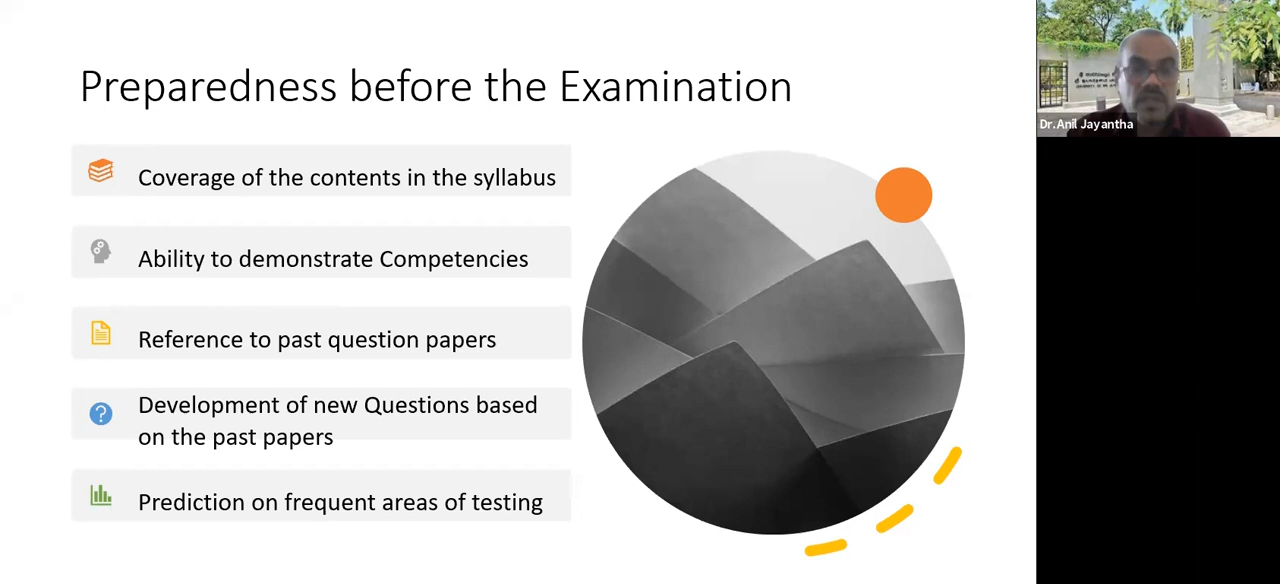 Preparedness before the Examination
Coverage of the contents in the syllabus
Ability to demonstrate Competencies
Reference to past question papers
Development of new Questions based
on the past papers
Prediction on frequent areas of testing
Dr.Anil Jayantha